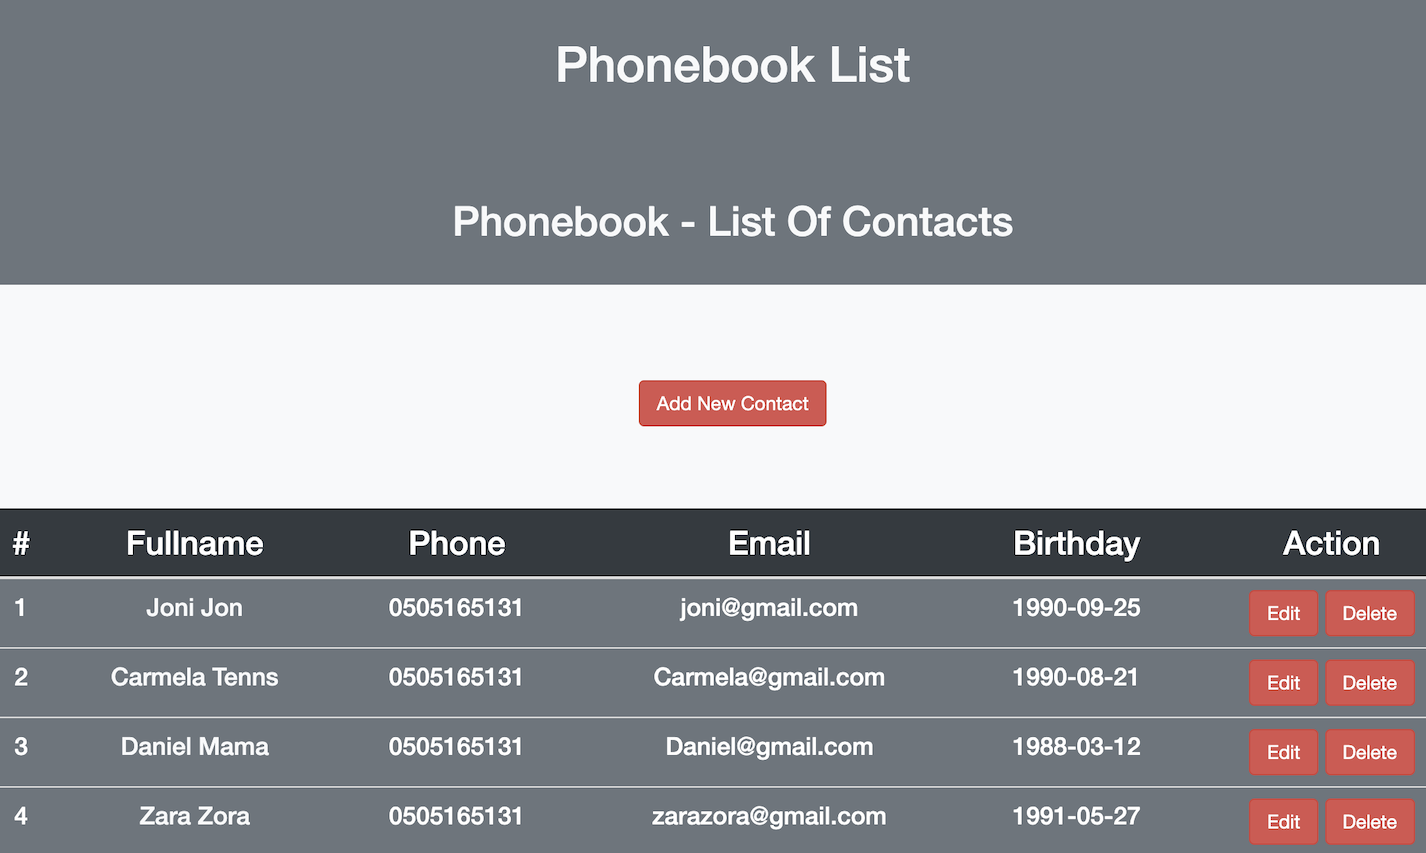 Phonebook List
Phonebook - List Of Contacts
Add New Contact
# Fullname Phone Email Birthday Action
1 Joni Jon 0505165131 joni@gmail.com 1990-09-25 Edit Delete
2 Carmela Tenns 0505165131 Carmela@gmail.com 1990-08-21 Edit Delete
3 Daniel Mama 0505165131 Daniel@gmail.com 1988-03-12 Edit Delete
4 Zara Zora 0505165131 zarazora@gmail.com 1991-05-27 Edit Delete